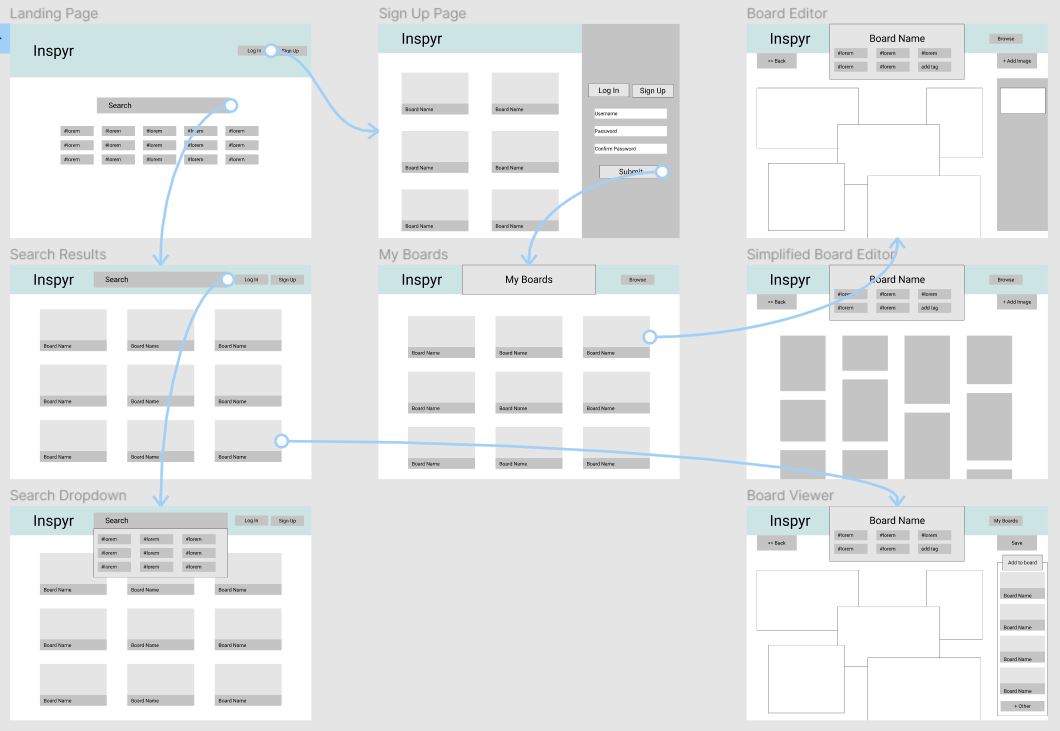 Landing Page
Inspyr
Log In Sign Up
Search
#lorem #lorem #lorem #lorem #lorem
#lorem #lorem #lorem #lorem #lorem
#lorem #lorem #lorem #lorem #lorem
Sign Up Page
Inspyr
Board Name Board Name
Board Name Board Name
Board Name Board Name
Log In Sign Up
Username
Password
Confirm Password
Submit
Board Editor
Inspyr
Board Name
Browse
#lorem #lorem #lorem
#lorem #lorem add tag
<< Back
+ Add Image
Search Results
Inspyr
Search
Log In Sign Up
Board Name Board Name Board Name
Board Name Board Name Board Name
Board Name Board Name Board Name
My Boards
Inspyr
My Boards
Browse
Board Name Board Name Board Name
Board Name Board Name Board Name
Board Name Board Name Board Name
Simplified Board Editor
Inspyr
Board Name
Browse
#lorem #lorem #lorem
#lorem #lorem add tag
<< Back
+ Add Image
Search Dropdown
Inspyr
Search
Log In Sign Up
#lorem #lorem #lorem
#lorem #lorem #lorem
#lorem #lorem #lorem
Board Name Board Name Board Name
Board Name Board Name Board Name
Board Name Board Name Board Name
Board Viewer
Inspyr
Board Name
My Boards
#lorem #lorem #lorem
#lorem #lorem add tag
<< Back
Save
Add to board
Board Name
Board Name
Board Name
Board Name
+ Other